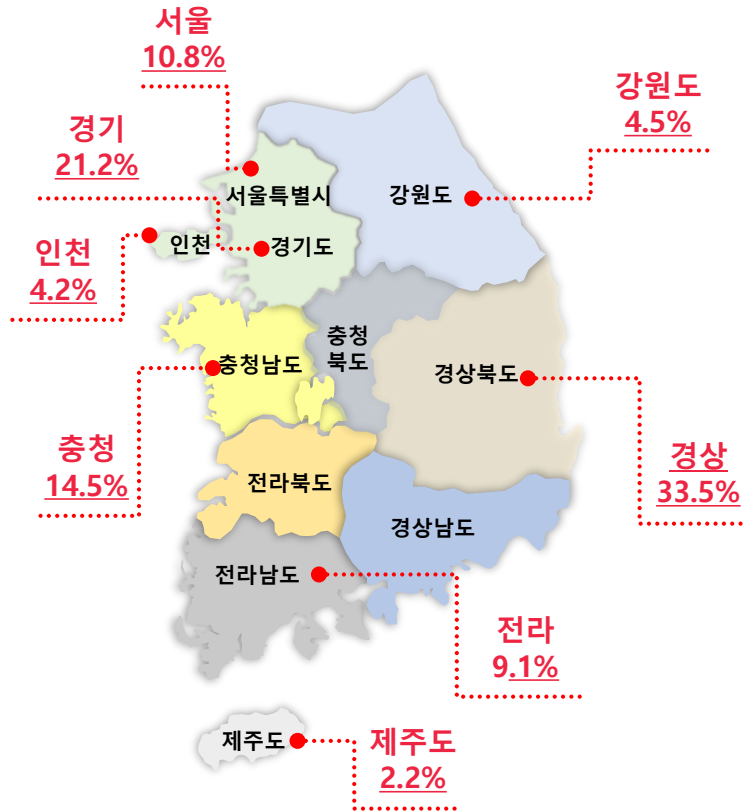 서울
10.8%
강원도
4.5%
경기
21.2%
서울특별시
강원도
인천
경기도
인천
4.2%
충청
북도
충청남도
경상북도
충청
14.5%
경상
33.5%
전라북도
경상남도
전라남도
전라
9.1%
제주도
제주도
2.2%